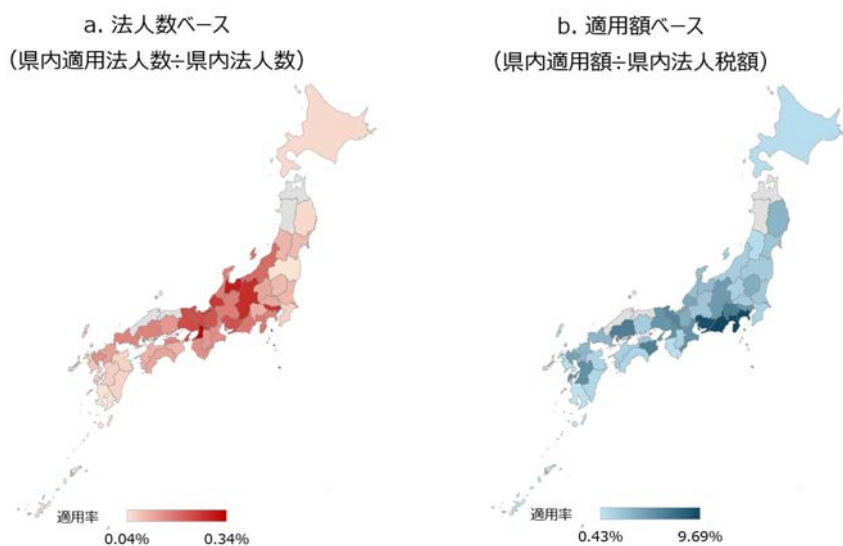 a. 法人数ベース
（県内適用法人数÷県内法人数）
b. 適用額ベース
（県内適用額÷県内法人税額）
適用率
0.04%
0.34%
適用率
0.43%
9.69%